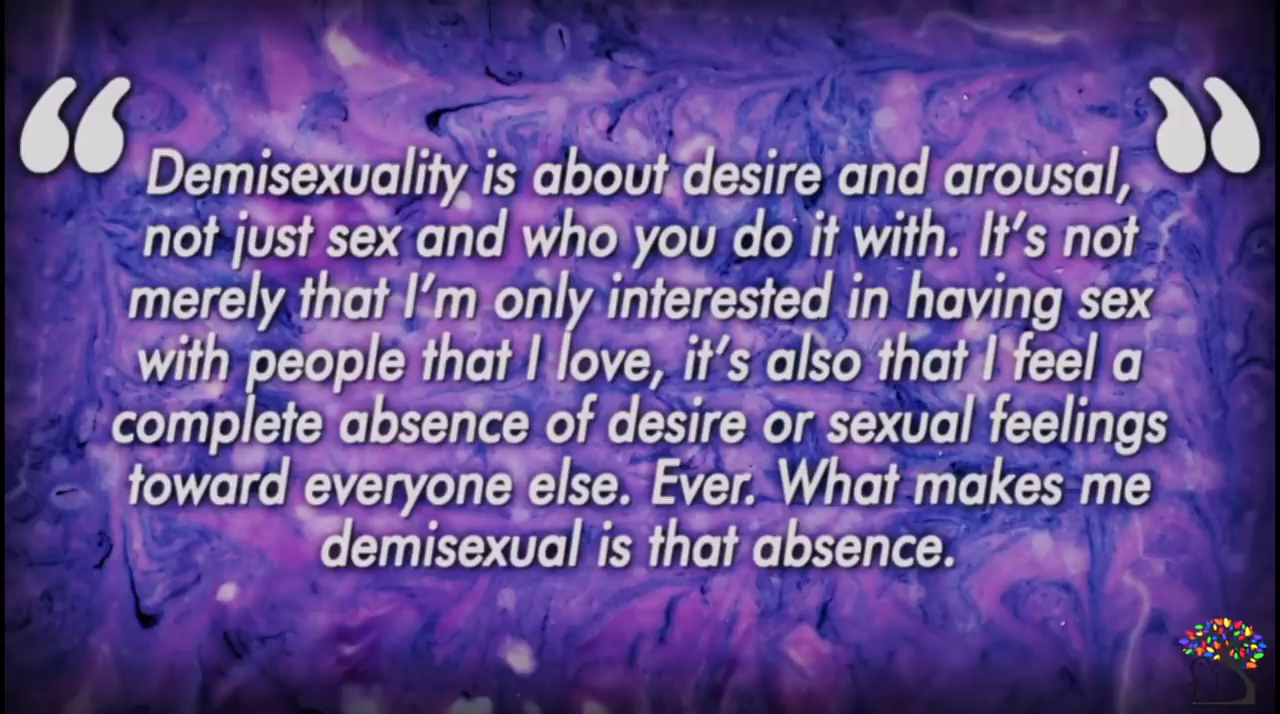 “Demisexuality is about desire and arousal,”
not just sex and who you do it with. It’s not
merely that I’m only interested in having sex
with people that I love, it’s also that I feel a
complete absence of desire or sexual feelings
toward everyone else. Ever. What makes me
demisexual is that absence.